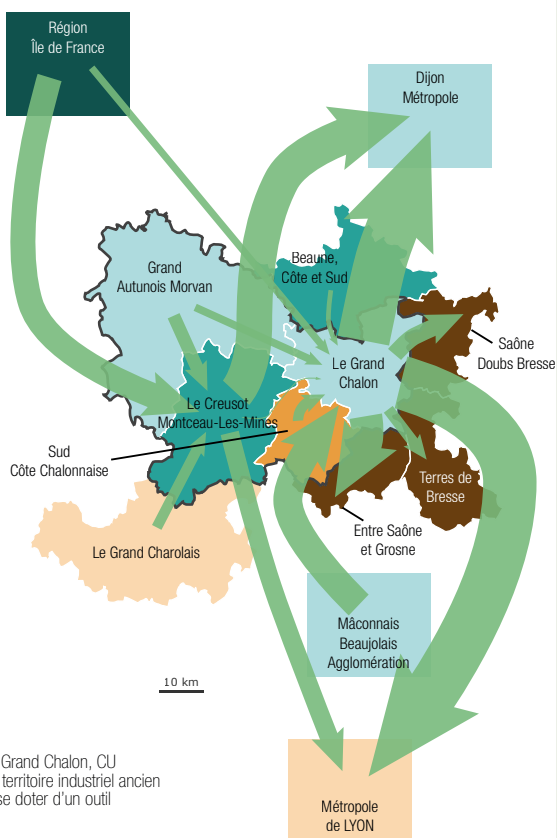 Région
Île de France
Dijon
Métropole
Beaune,
Côte et Sud
Grand
Autunois Morvan
Saône
Doubs Bresse
Le Grand
Chalon
Le Creusot
Montceau-Les-Mines
Sud
Côte Chalonnaise
Terres de
Bresse
Entre Saône
et Grosne
Le Grand Charolais
Mâconnais
Beaujolais
Agglomération
10 km
Grand Chalon, CU
territoire industriel ancien
se doter d'un outil
Métropole
de LYON